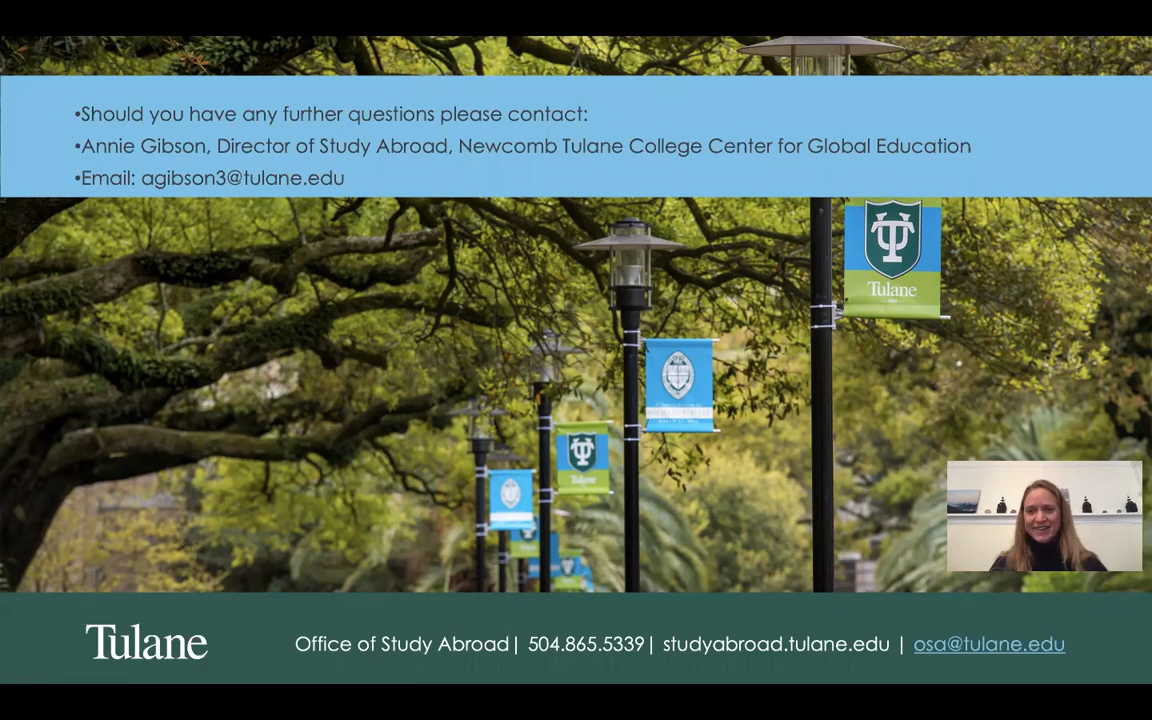 •Should you have any further questions please contact:
•Annie Gibson, Director of Study Abroad, Newcomb Tulane College Center for Global Education
•Email: agibson3@tulane.edu
Tulane
Tulane
Tulane
Office of Study Abroad| 504.865.5339| studyabroad.tulane.edu | osa@tulane.edu